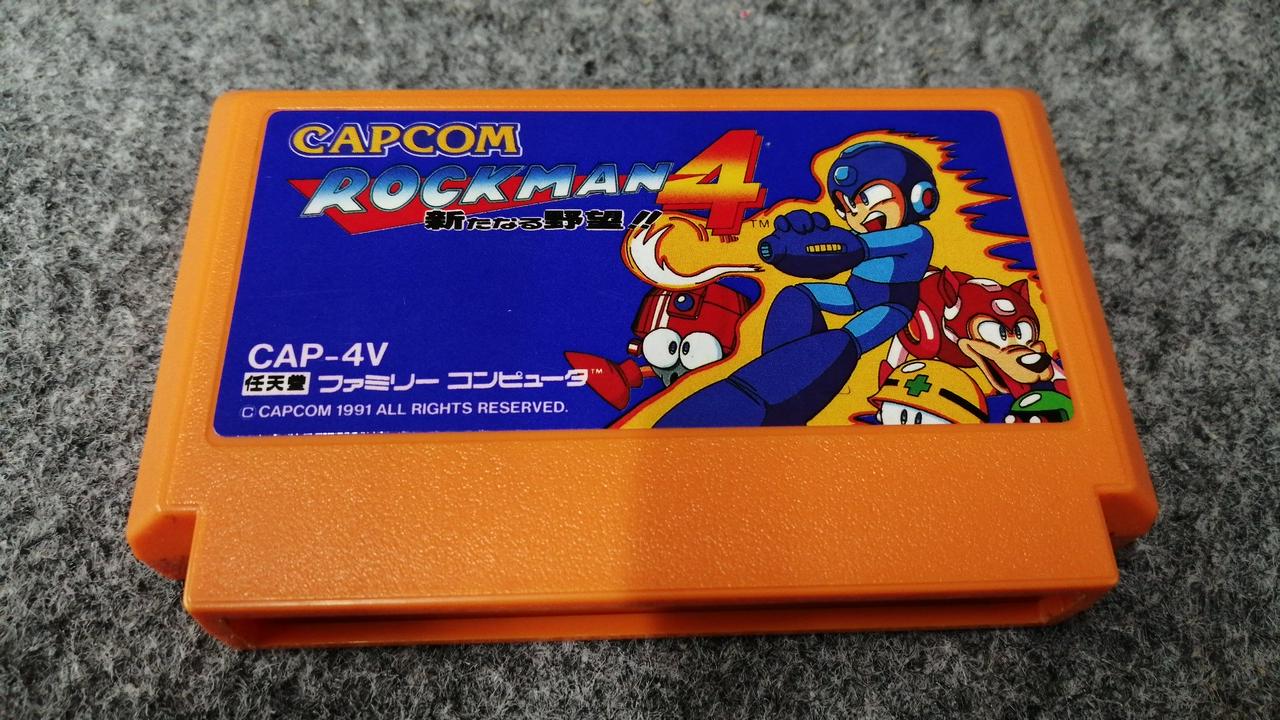 CAPCOM
ROCKMAN 4
新たなる野望!! TM
CAP-4V
任天堂 ファミリー コンピュータ TM
© CAPCOM 1991 ALL RIGHTS RESERVED.